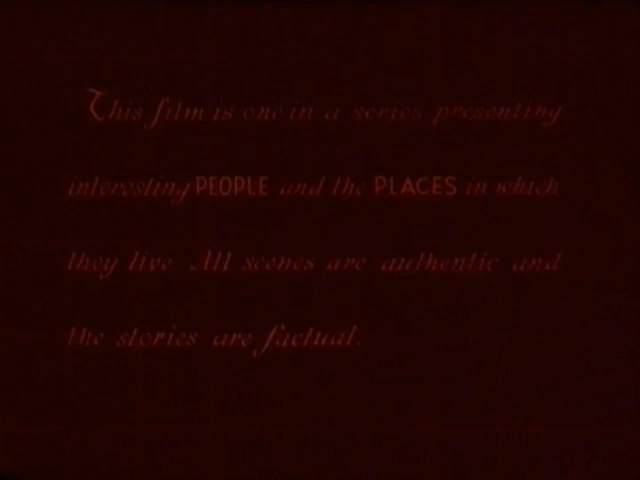 This film is one in a series presenting
interesting PEOPLE and the PLACES in which
they live. All scenes are authentic and
the stories are factual.